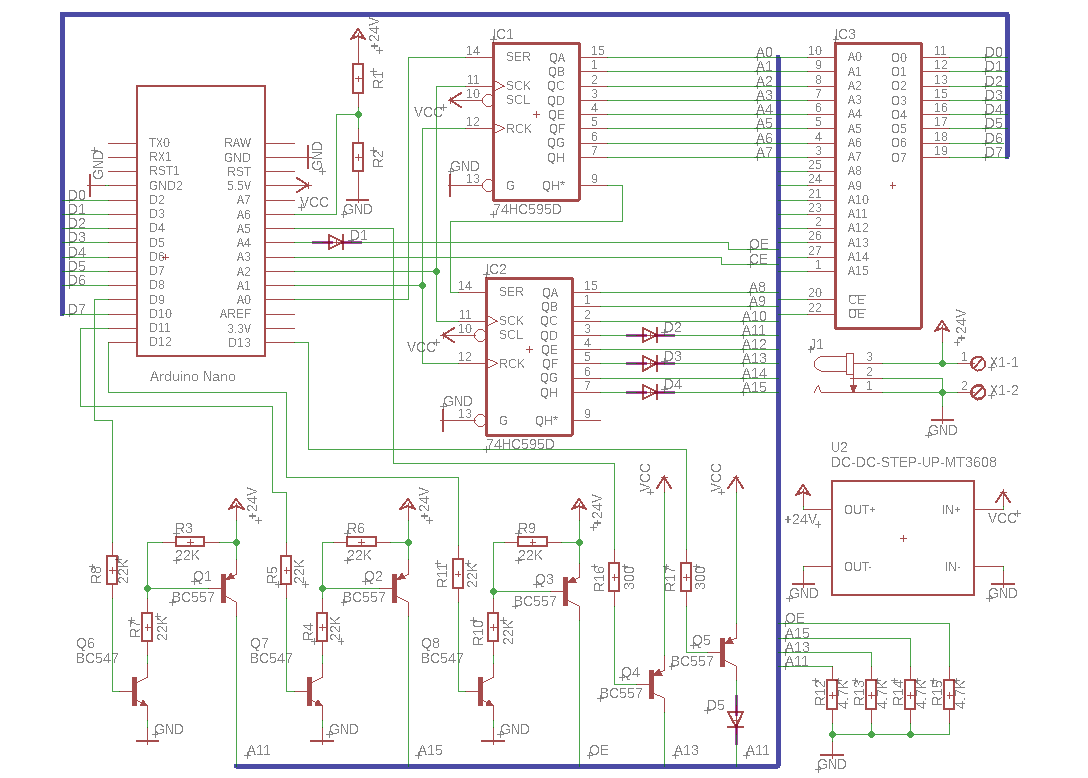 +24V
R1
R2
GND
Arduino Nano
TX0
RX1
RST1
GND2
D2
D3
D4
D5
D6
D7
D8
D9
D10
D11
D12
RAW
GND
RST
5.5V
A7
A6
A5
A4
A3
A2
A1
A0
AREF
3.3V
D13
GND
GND
VCC
D0
D1
D2
D3
D4
D5
D6
D7
D1
IC1
14 SER QA 15 A0
QB 1 A1
11 SCK QC 2 A2
VCC 10 SCL QD 3 A3
QE 4 A4
12 RCK QF 5 A5
QG 6 A6
QH 7 A7
GND
13 G QH* 9
74HC595D
OE
CE
IC2
14 SER QA 15 A8
QB 1 A9
11 SCK QC 2 A10
VCC 10 SCL QD 3 D2 A11
QE 4 A12
12 RCK QF 5 D3 A13
QG 6 A14
QH 7 D4 A15
GND
13 G QH* 9
74HC595D
IC3
10 A0 O0 11 D0
9 A1 O1 12 D1
8 A2 O2 13 D2
7 A3 O3 15 D3
6 A4 O4 16 D4
5 A5 O5 17 D5
4 A6 O6 18 D6
3 A7 O7 19 D7
25 A8
24 A9
21 A10
23 A11
2 A12
26 A13
27 A14
1 A15
20 CE
22 OE
J1
+24V
3 1 X1-1
2
1 2 X1-2
GND
U2
DC-DC-STEP-UP-MT3608
+24V OUT+ IN+ VCC
OUT- IN-
GND GND
R8
22K
R3
22K
+24V
Q1
BC557
R7
22K
Q6
BC547
GND
A11
R5
22K
R6
22K
+24V
Q2
BC557
R4
22K
Q7
BC547
GND
A15
R11
22K
R9
22K
+24V
Q3
BC557
R10
22K
Q8
BC547
GND
OE
VCC
R16
300
Q4
BC557
A13
VCC
300
Q5
BC557
D5
A11
OE
A15
A13
A11
R12
4.7K
R13
4.7K
R14
4.7K
R15
4.7K
GND